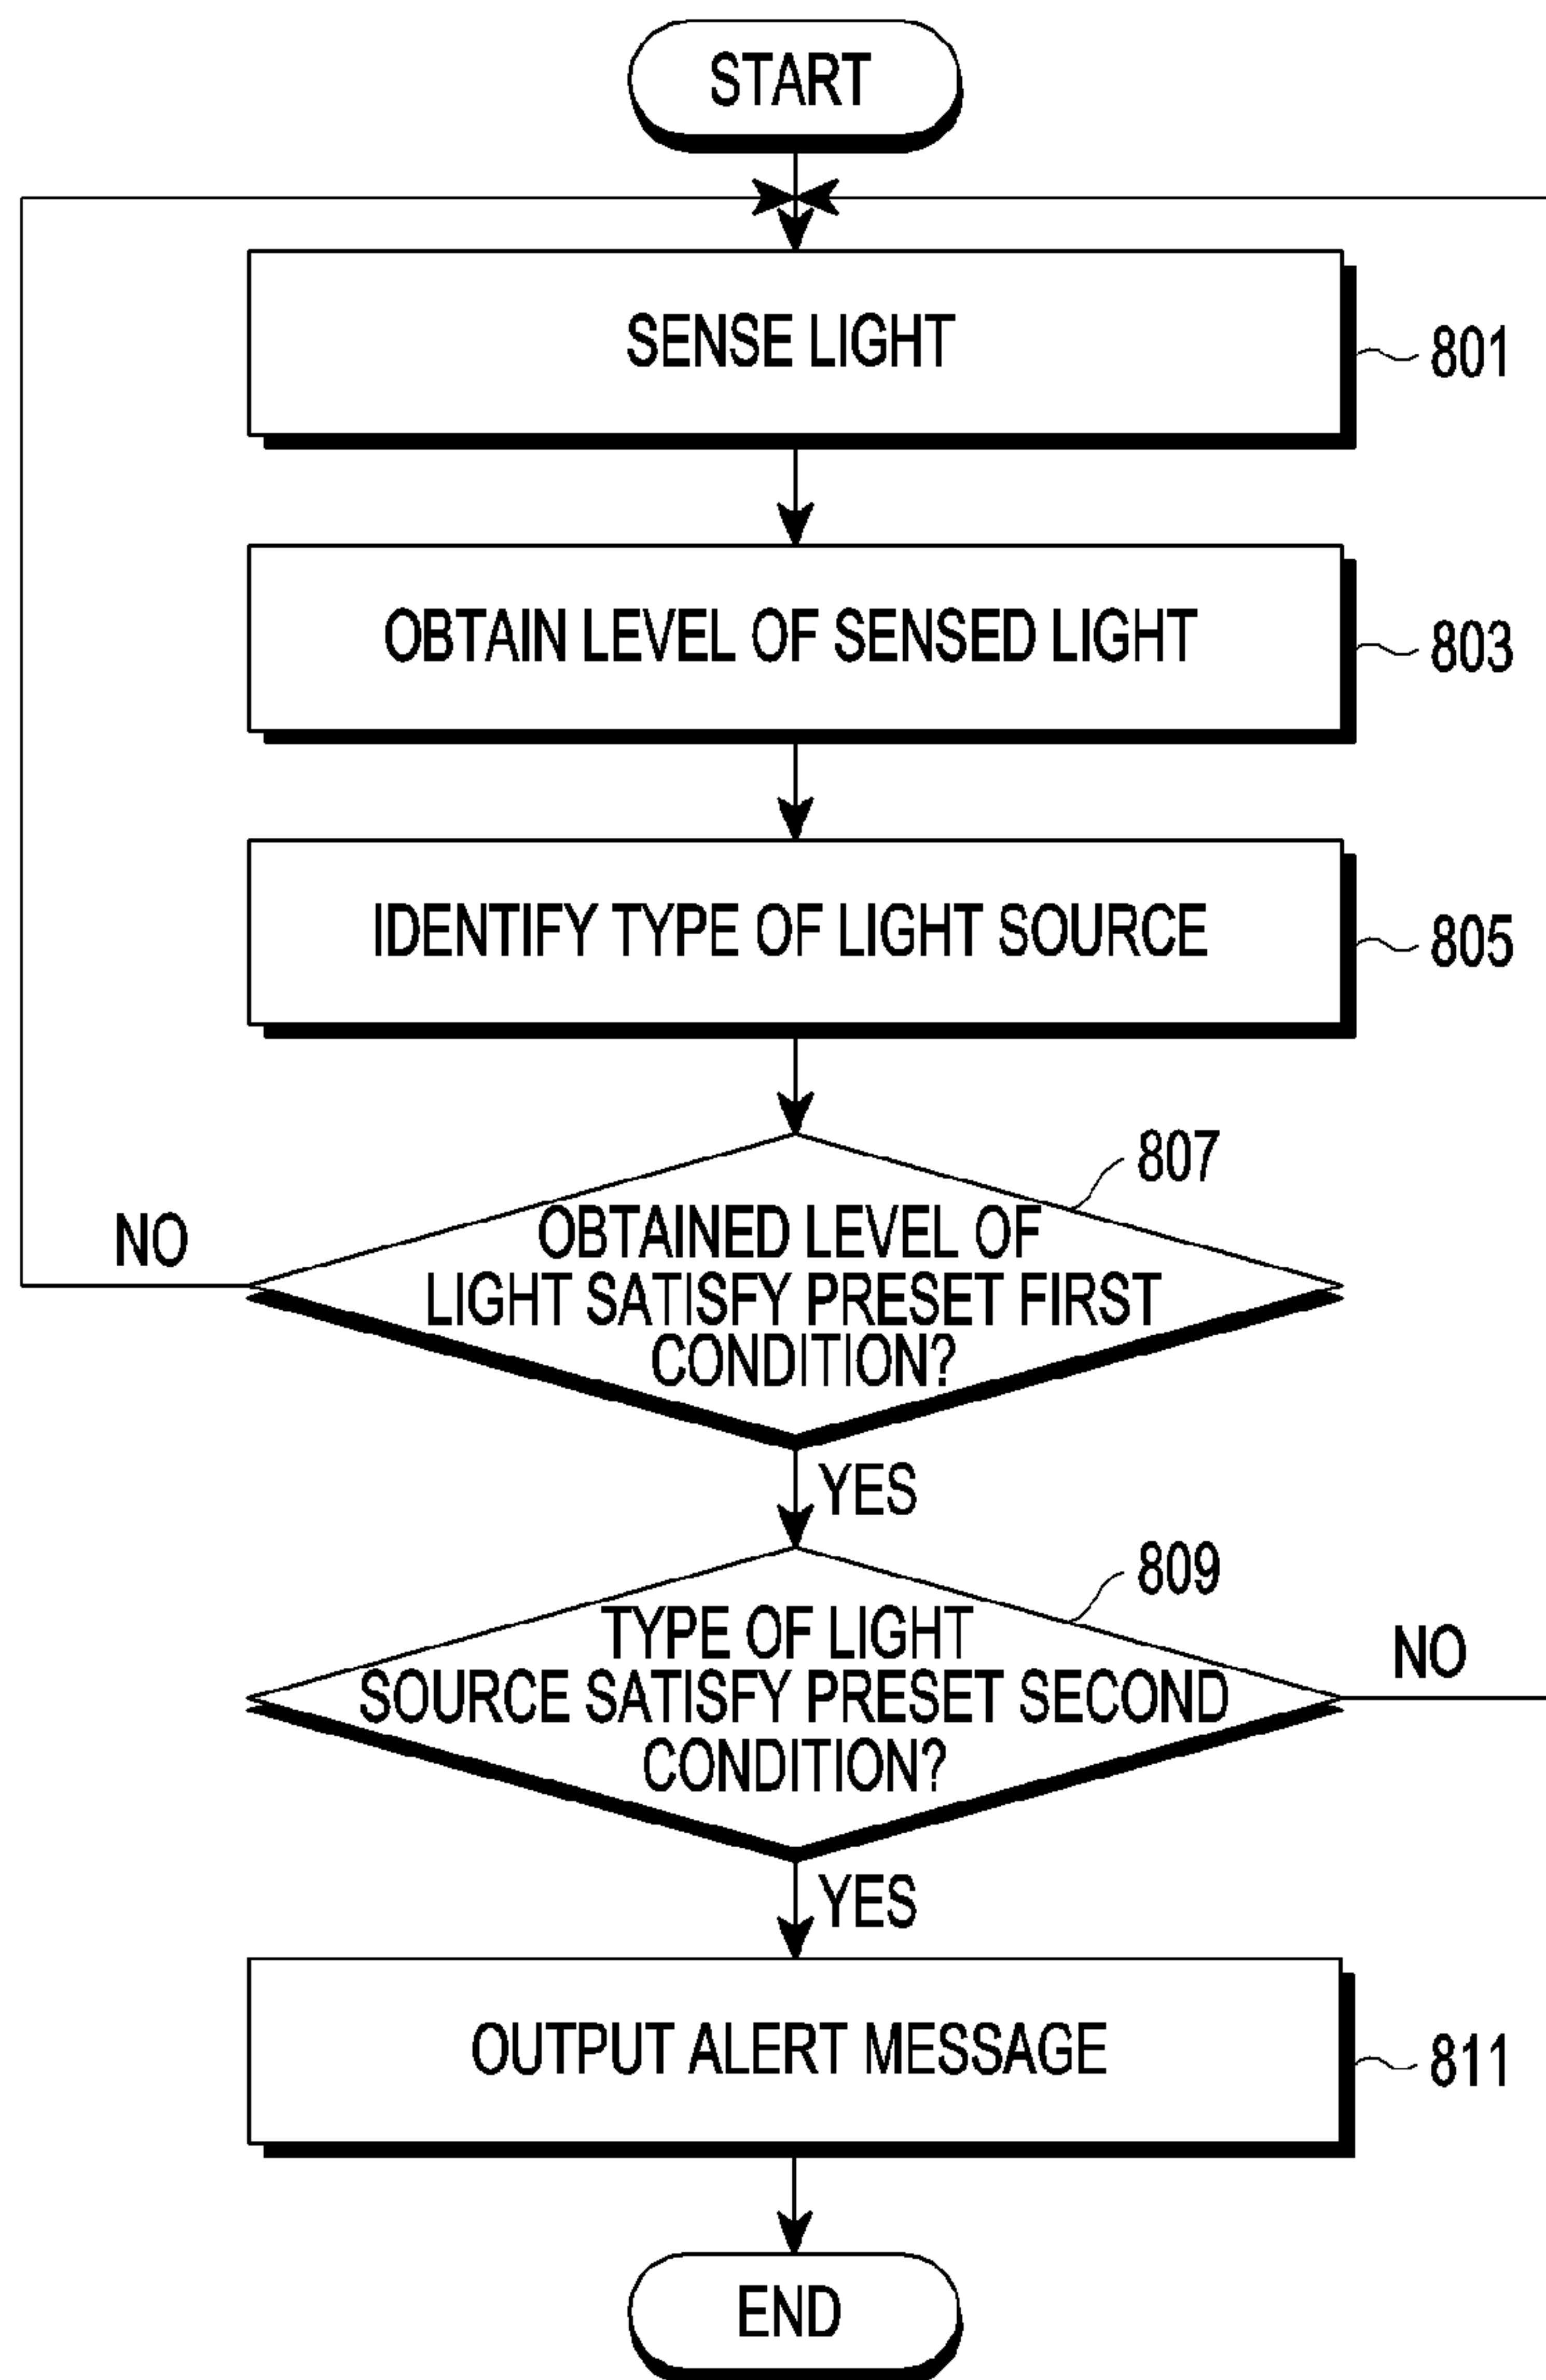 START
SENSE LIGHT
801
OBTAIN LEVEL OF SENSED LIGHT
803
IDENTIFY TYPE OF LIGHT SOURCE
805
807
OBTAINED LEVEL OF
LIGHT SATISFY PRESET FIRST
CONDITION?
NO
YES
809
TYPE OF LIGHT
SOURCE SATISFY PRESET SECOND
CONDITION?
NO
YES
OUTPUT ALERT MESSAGE
811
END